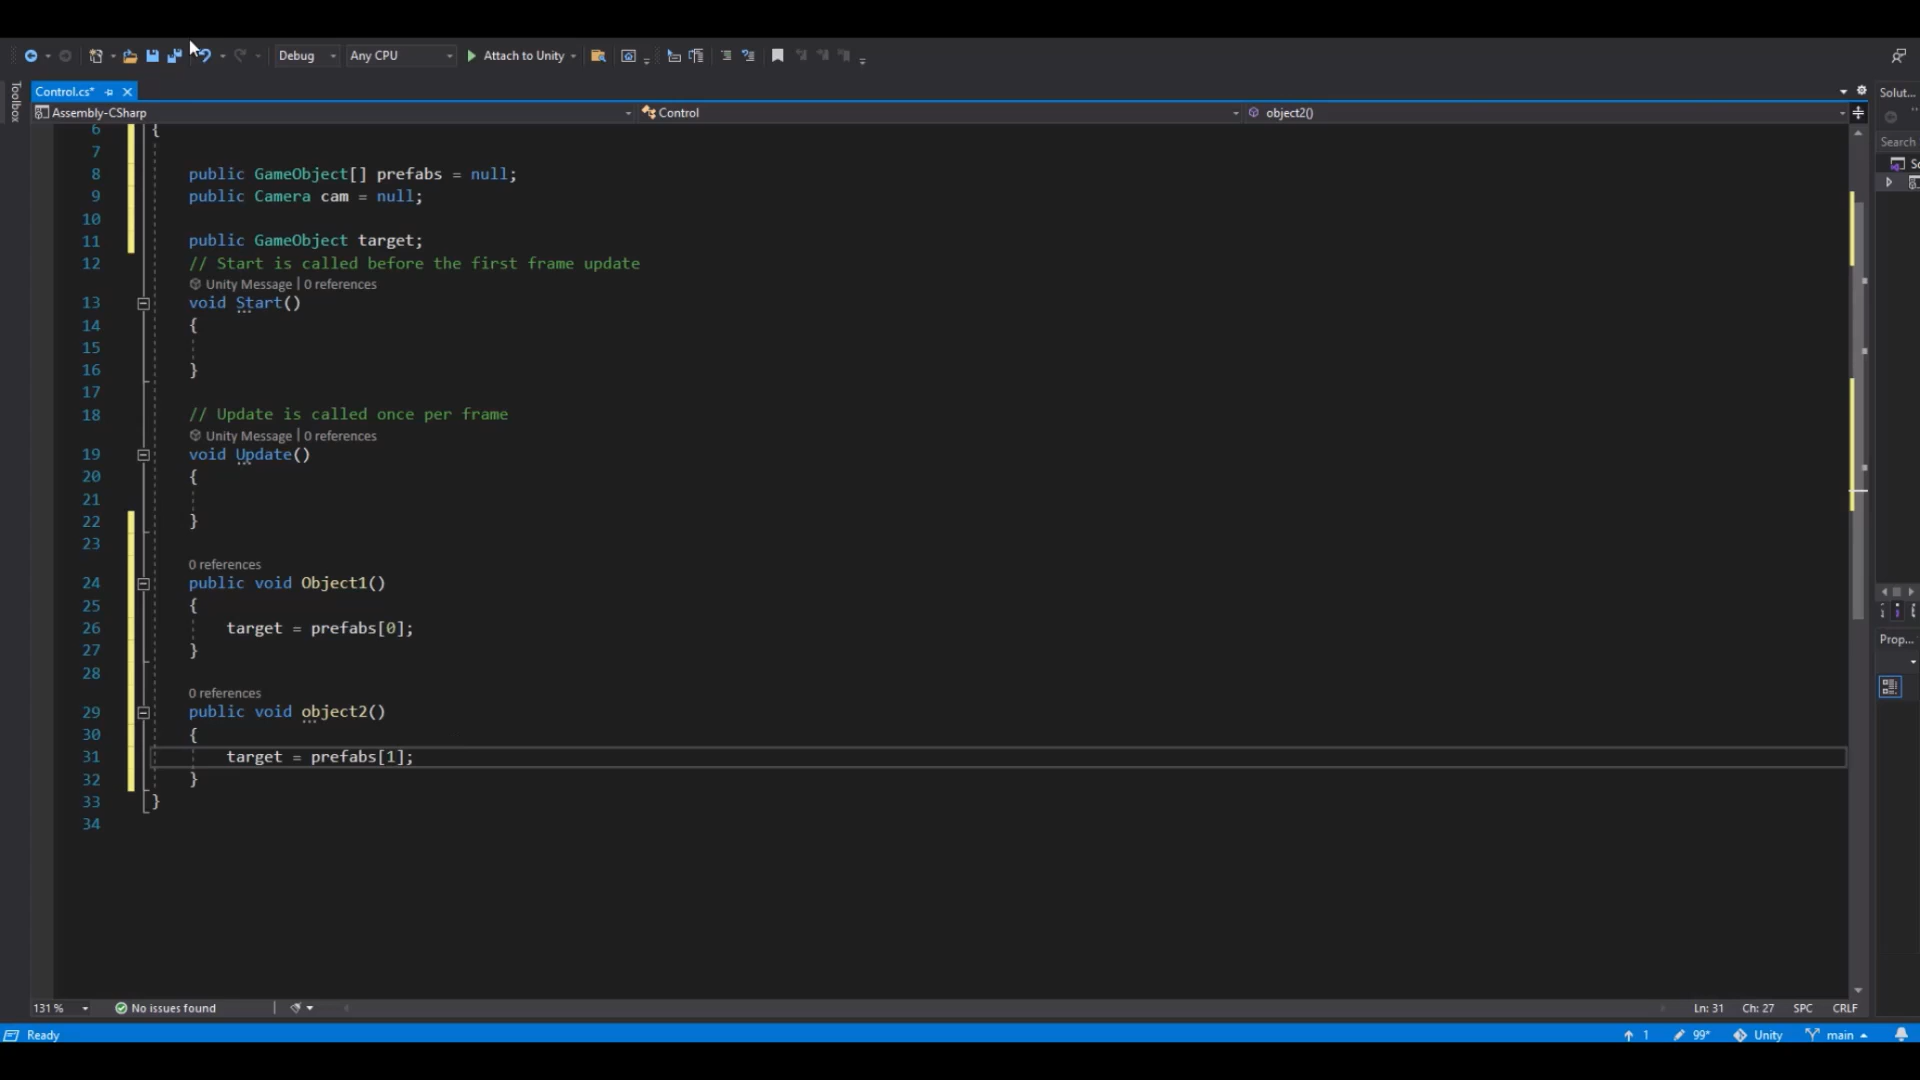 Debug Any CPU Attach to Unity
Toolbox
Control.cs*
Solut...
Assembly-CSharp Control object2()
Search
6 {
7
8 public GameObject[] prefabs = null;
9 public Camera cam = null;
10
11 public GameObject target;
12 // Start is called before the first frame update
Unity Message | 0 references
13 void Start()
14 {
15
16 }
17
18 // Update is called once per frame
Unity Message | 0 references
19 void Update()
20 {
21
22 }
23
0 references
24 public void Object1()
25 {
26 target = prefabs[0];
27 }
28
0 references
29 public void object2()
30 {
31 target = prefabs[1];
32 }
33 }
34
Prop...
131 % No issues found Ln: 31 Ch: 27 SPC CRLF
Ready 1 99* Unity main